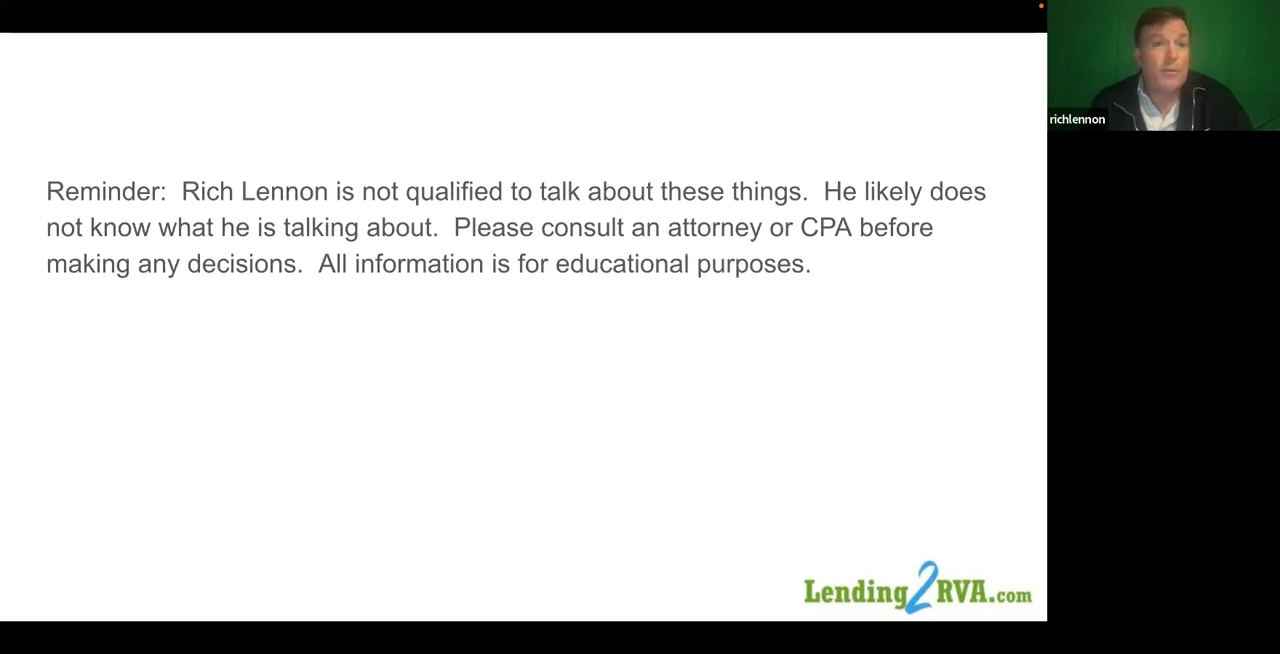 Reminder:  Rich Lennon is not qualified to talk about these things.  He likely does
not know what he is talking about.  Please consult an attorney or CPA before
making any decisions.  All information is for educational purposes.
richlennon
Lending2RVA.com